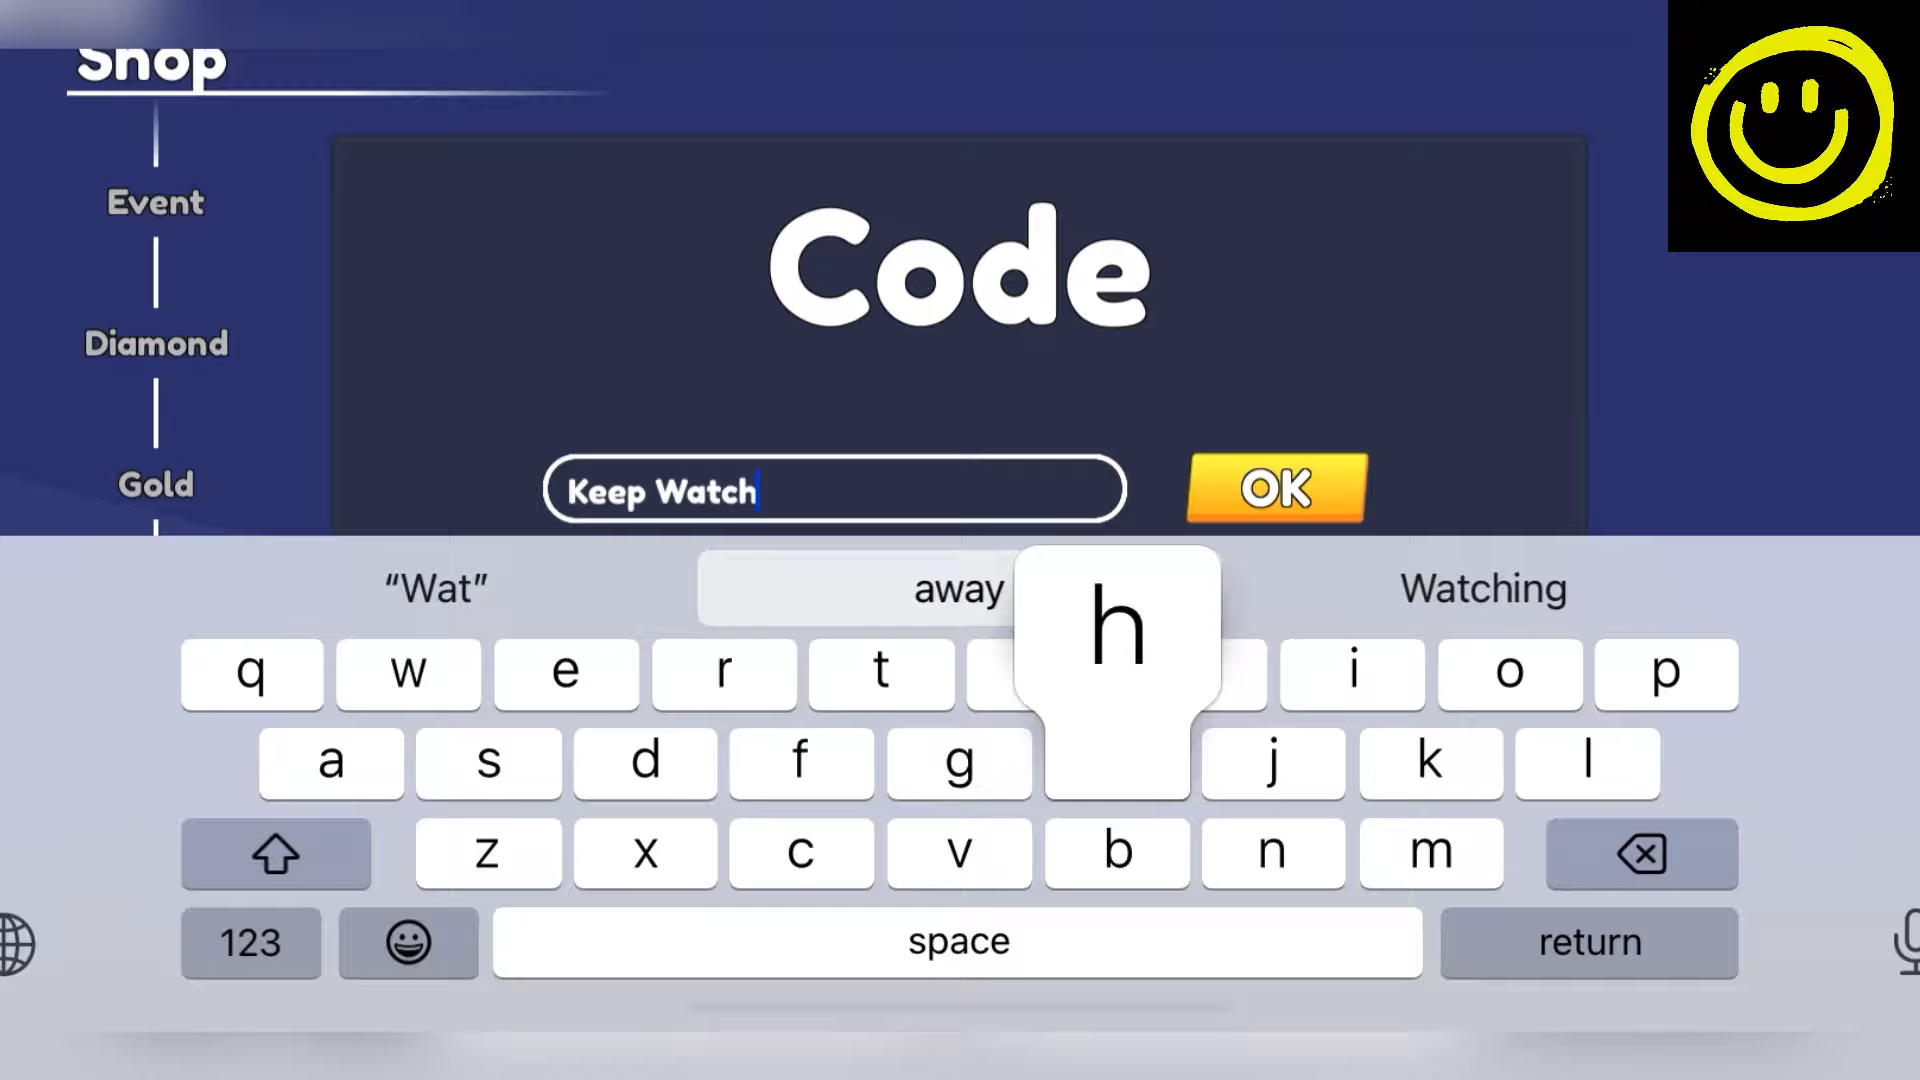 Shop
Event
Diamond
Gold
Code
Keep Watch
OK
“Wat”
away
Watching
h
q w e r t i o p
a s d f g j k l
z x c v b n m
123
space
return